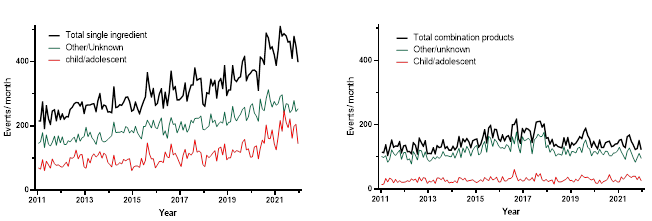 Total single ingredient
Other/Unknown
child/adolescent
Events/month
400
200
0
2011 2013 2015 2017 2019 2021
Year
Total combination products
Other/unknown
Child/adolescent
Events/month
400
200
0
2011 2013 2015 2017 2019 2021
Year